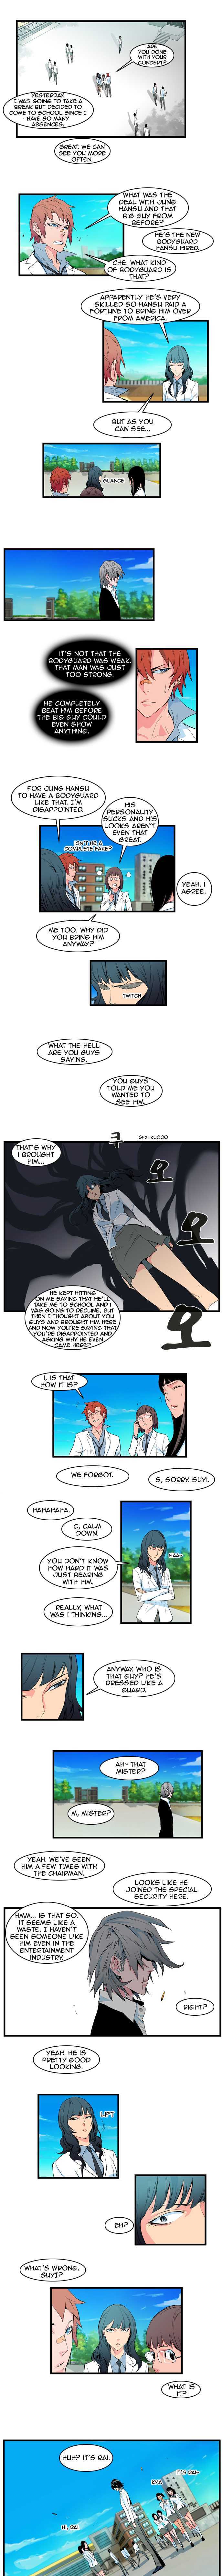 ARE
YOU DONE
WITH YOUR
CONCERT?
YESTERDAY.
I WAS GOING TO TAKE A
BREAK BUT DECIDED TO
COME TO SCHOOL SINCE I
HAVE SO MANY
ABSENCES.
GREAT. WE CAN
SEE YOU MORE
OFTEN.
WHAT WAS THE
DEAL WITH JUNG
HANSU AND THAT
BIG GUY FROM
BEFORE?
HE'S THE NEW
BODYGUARD
HANSU HIRED.
CHE. WHAT KIND
OF BODYGUARD IS
THAT?
APPARENTLY HE'S VERY
SKILLED SO HANSU PAID A
FORTUNE TO BRING HIM OVER
FROM AMERICA.
BUT AS YOU
CAN SEE...
GLANCE
IT'S NOT THAT THE
BODYGUARD WAS WEAK.
THAT MAN WAS JUST
TOO STRONG.
HE COMPLETELY
BEAT HIM BEFORE
THE BIG GUY COULD
EVEN SHOW
ANYTHING.
FOR JUNG HANSU
TO HAVE A BODYGUARD
LIKE THAT. I'M
DISAPPOINTED.
HIS
PERSONALITY
SUCKS AND HIS
LOOKS AREN'T
EVEN THAT
GREAT.
ISN'T HE A
COMPLETE FAKE?
YEAH. I
AGREE.
ME TOO. WHY DID
YOU BRING HIM
ANYWAY?
TWITCH
WHAT THE HELL
ARE YOU GUYS
SAYING.
YOU GUYS
TOLD ME YOU
WANTED TO
SEE HIM.
쿠
SFX: KUOOO
THAT'S WHY
I BROUGHT
HIM...
오
오
오
HE KEPT HITTING
ON ME SAYING THAT HE'LL
TAKE ME TO SCHOOL AND I
WAS GOING TO DECLINE. BUT
THEN I THOUGHT ABOUT YOU
GUYS AND BROUGHT HIM HERE
AND NOW YOU'RE SAYING THAT
YOU'RE DISAPPOINTED AND
ASKING WHY HE EVEN
CAME HERE?
I, IS THAT
HOW IT IS?
WE FORGOT.
S, SORRY. SUYI.
HAHAHAHA.
C, CALM
DOWN.
HAA~
YOU DON'T KNOW
HOW HARD IT WAS
JUST BEARING
WITH HIM.
REALLY, WHAT
WAS I THINKING...
ANYWAY. WHO IS
THAT GUY? HE'S
DRESSED LIKE A
GUARD.
AH~ THAT
MISTER?
M, MISTER?
YEAH. WE'VE SEEN
HIM A FEW TIMES WITH
THE CHAIRMAN.
LOOKS LIKE HE
JOINED THE SPECIAL
SECURITY HERE.
HMM... IS THAT SO.
IT SEEMS LIKE A
WASTE. I HAVEN'T
SEEN SOMEONE LIKE
HIM EVEN IN THE
ENTERTAINMENT
INDUSTRY.
RIGHT?
YEAH. HE IS
PRETTY GOOD
LOOKING.
LIFT
EH?
WHAT'S WRONG.
SUYI?
WHAT IS
IT?
HUH? IT'S RAI.
IT'S RAI~
KYA
HI, RAI.